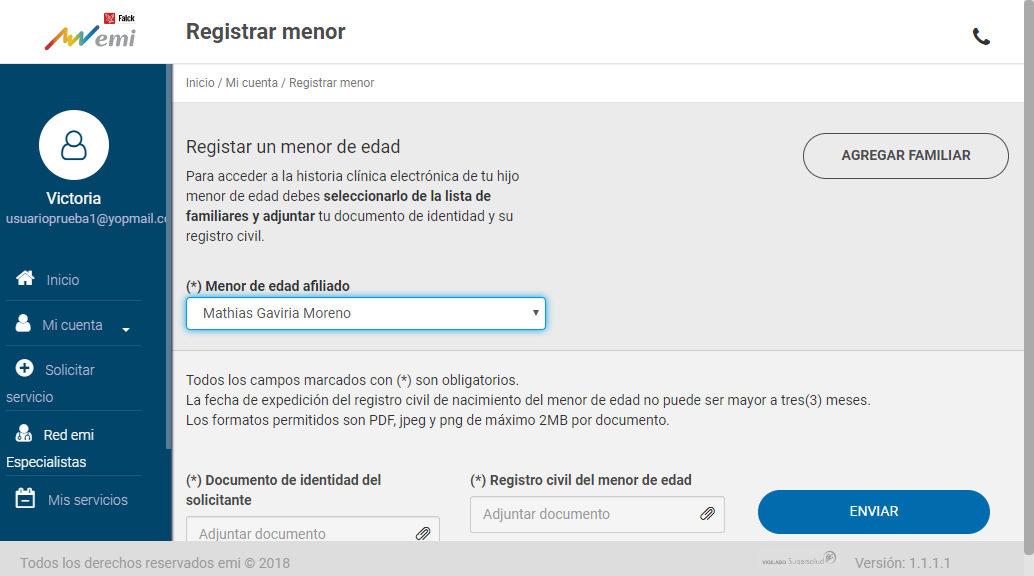 Falck
emi
Registrar menor
Inicio / Mi cuenta / Registrar menor
Victoria
usuarioprueba1@yopmail.co
Inicio
Mi cuenta
Solicitar
servicio
Red emi
Especialistas
Mis servicios
Registar un menor de edad
AGREGAR FAMILIAR
Para acceder a la historia clínica electrónica de tu hijo
menor de edad debes seleccionarlo de la lista de
familiares y adjuntar tu documento de identidad y su
registro civil.
(*) Menor de edad afiliado
Mathias Gaviria Moreno
Todos los campos marcados con (*) son obligatorios.
La fecha de expedición del registro civil de nacimiento del menor de edad no puede ser mayor a tres(3) meses.
Los formatos permitidos son PDF, jpeg y png de máximo 2MB por documento.
(*) Documento de identidad del
solicitante
Adjuntar documento
(*) Registro civil del menor de edad
Adjuntar documento
ENVIAR
Todos los derechos reservados emi © 2018
VIGILADO Supersalud
Versión: 1.1.1.1